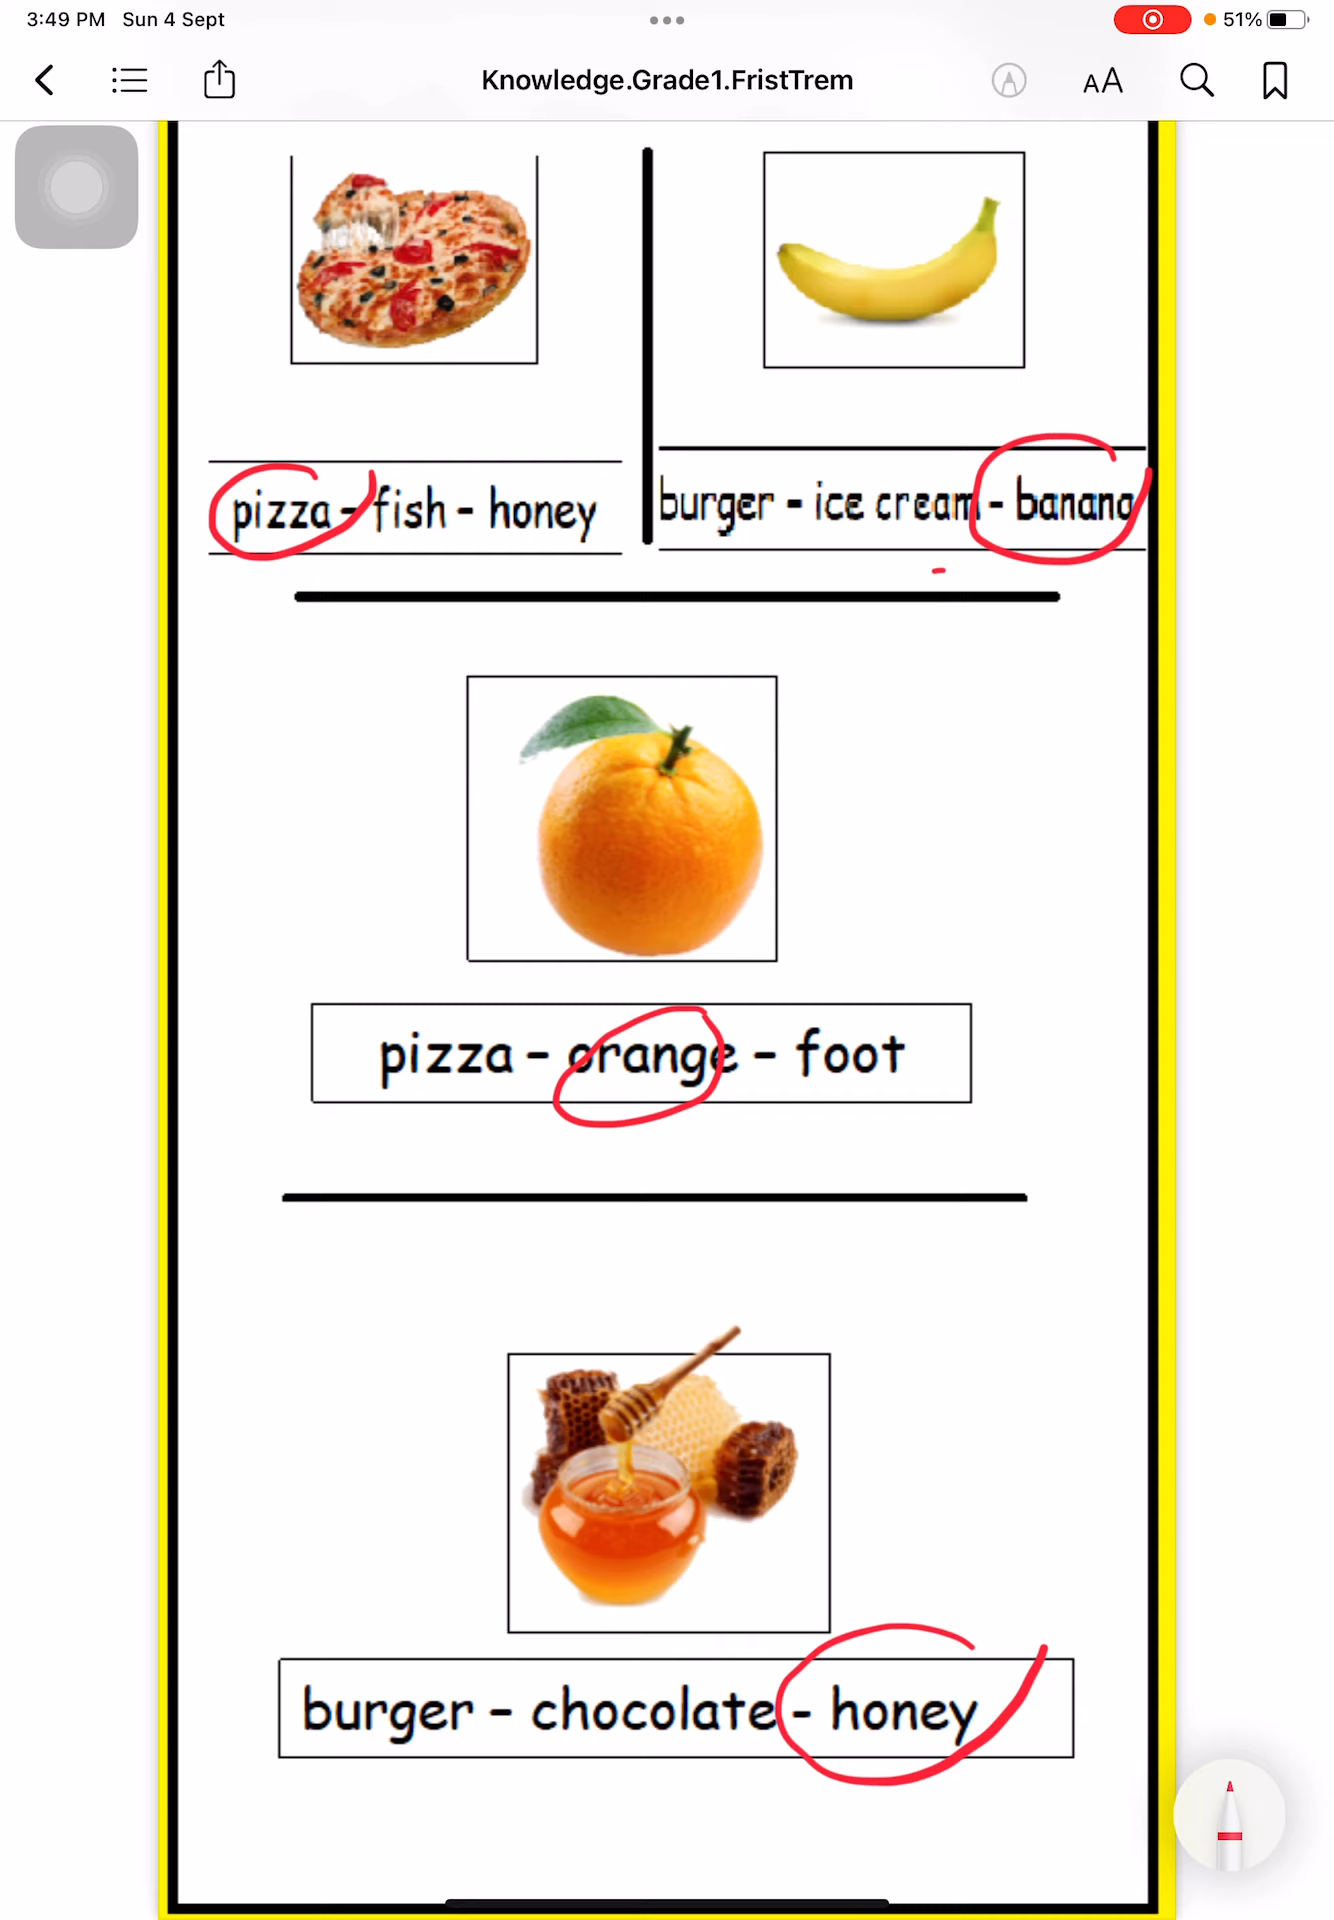 3:49 PM Sun 4 Sept
51%
Knowledge.Grade1.FristTrem
AA
pizza - fish - honey
burger - ice cream - banana
pizza - orange - foot
burger - chocolate - honey